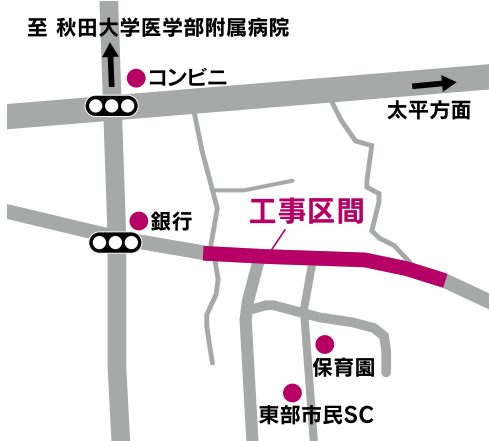 至 秋田大学医学部附属病院
コンビニ
太平方面
銀行
工事区間
保育園
東部市民SC